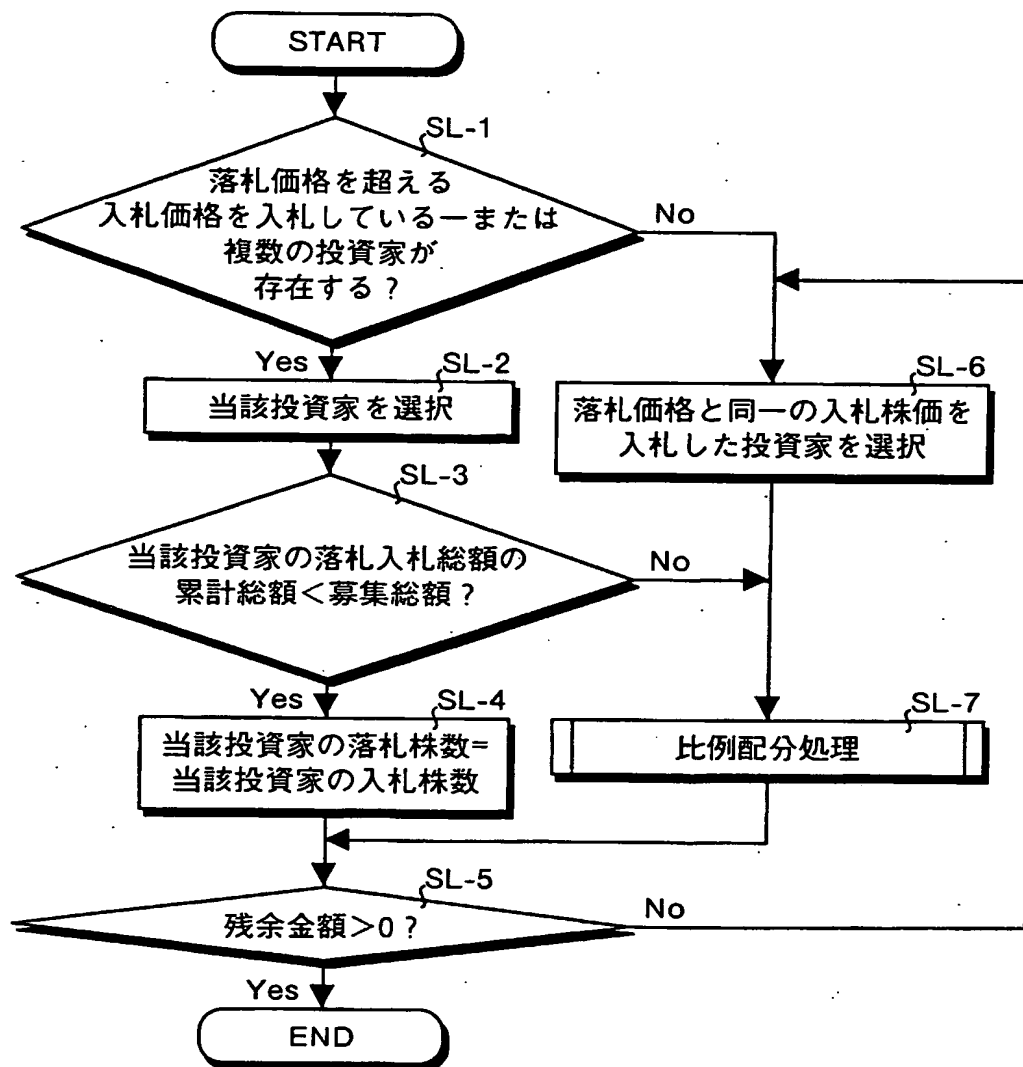 START
SL-1
落札価格を超える
入札価格を入札している一または
複数の投資家が
存在する?
No
Yes
SL-2
当該投資家を選択
SL-6
落札価格と同一の入札株価を
入札した投資家を選択
SL-3
当該投資家の落札入札総額の
累計総額<募集総額?
No
Yes
SL-4
当該投資家の落札株数=
当該投資家の入札株数
SL-7
比例配分処理
SL-5
残余金額>0?
No
Yes
END